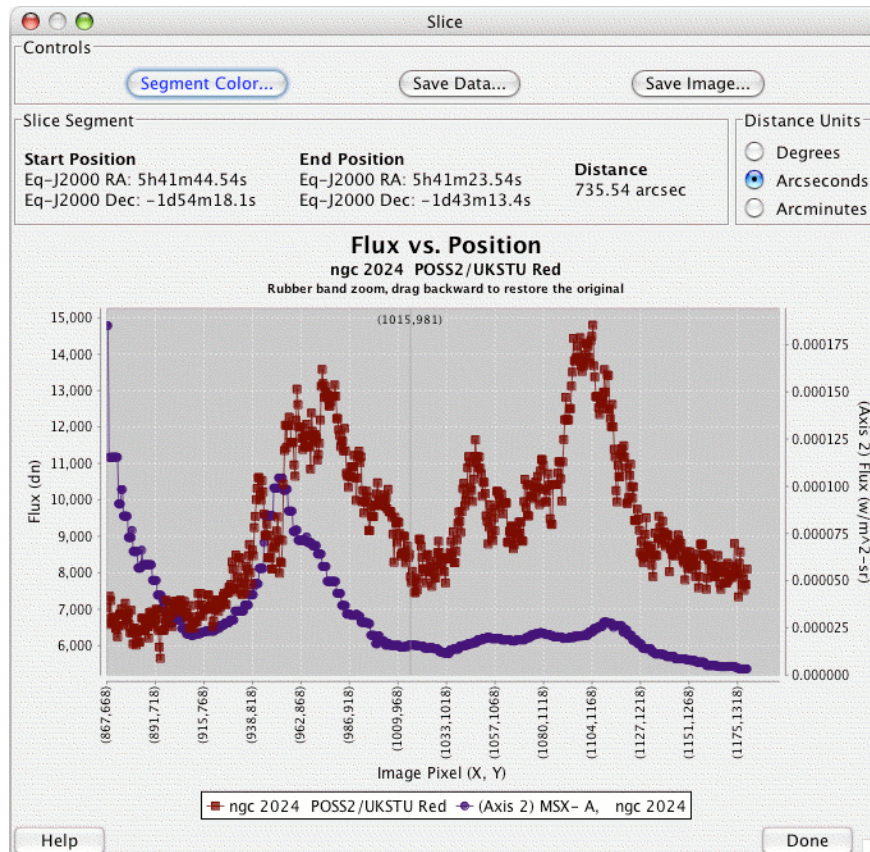 Slice
Controls
Segment Color...
Save Data...
Save Image...
Slice Segment
Start Position
Eq-J2000 RA: 5h41m44.54s
Eq-J2000 Dec: -1d54m18.1s
End Position
Eq-J2000 RA: 5h41m23.54s
Eq-J2000 Dec: -1d43m13.4s
Distance
735.54 arcsec
Distance Units
Degrees
Arcseconds
Arcminutes
Flux vs. Position
ngc 2024 POSS2/UKSTU Red
Rubber band zoom, drag backward to restore the original
(1015,981)
15,000
14,000
13,000
12,000
11,000
10,000
9,000
8,000
7,000
6,000
Flux (dn)
0.000175
0.000150
0.000125
0.000100
0.000075
0.000050
0.000025
0.000000
(Axis 2) Flux (w/m^2-sr)
(867,668)
(891,718)
(915,768)
(938,818)
(962,868)
(986,918)
(1009,968)
(1033,1018)
(1057,1068)
(1080,1118)
(1104,1168)
(1127,1218)
(1151,1268)
(1175,1318)
Image Pixel (X, Y)
ngc 2024 POSS2/UKSTU Red
(Axis 2) MSX- A, ngc 2024
Help
Done